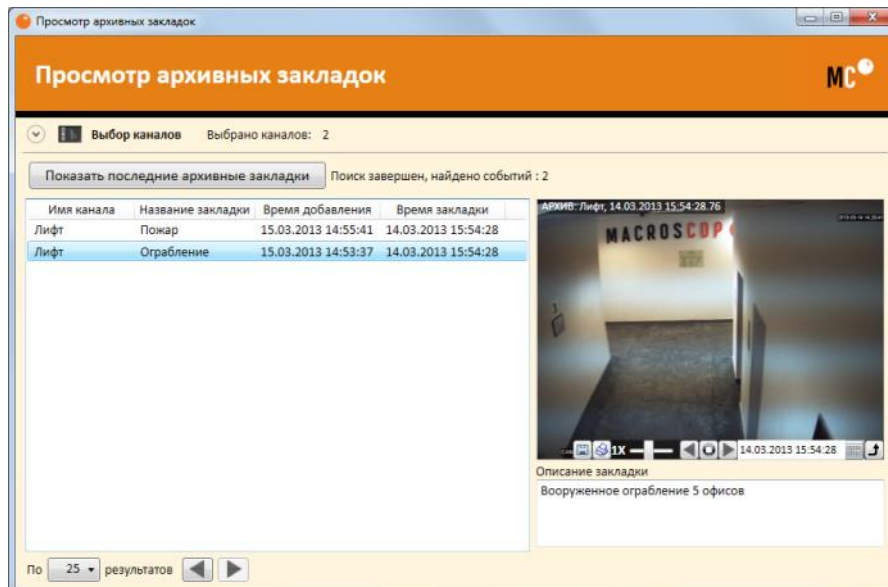 Просмотр архивных закладок
Просмотр архивных закладок
MC
Выбор каналов Выбрано каналов: 2
Показать последние архивные закладки Поиск завершен, найдено событий : 2
Имя канала Название закладки Время добавления Время закладки
Лифт Пожар 15.03.2013 14:55:41 14.03.2013 15:54:28
Лифт Ограбление 15.03.2013 14:53:37 14.03.2013 15:54:28
АРХИВ: Лифт, 14.03.2013 15:54:28.76
MACROSCOP
3
1X 14.03.2013 15:54:28
Описание закладки
Вооруженное ограбление 5 офисов
По 25 результатов